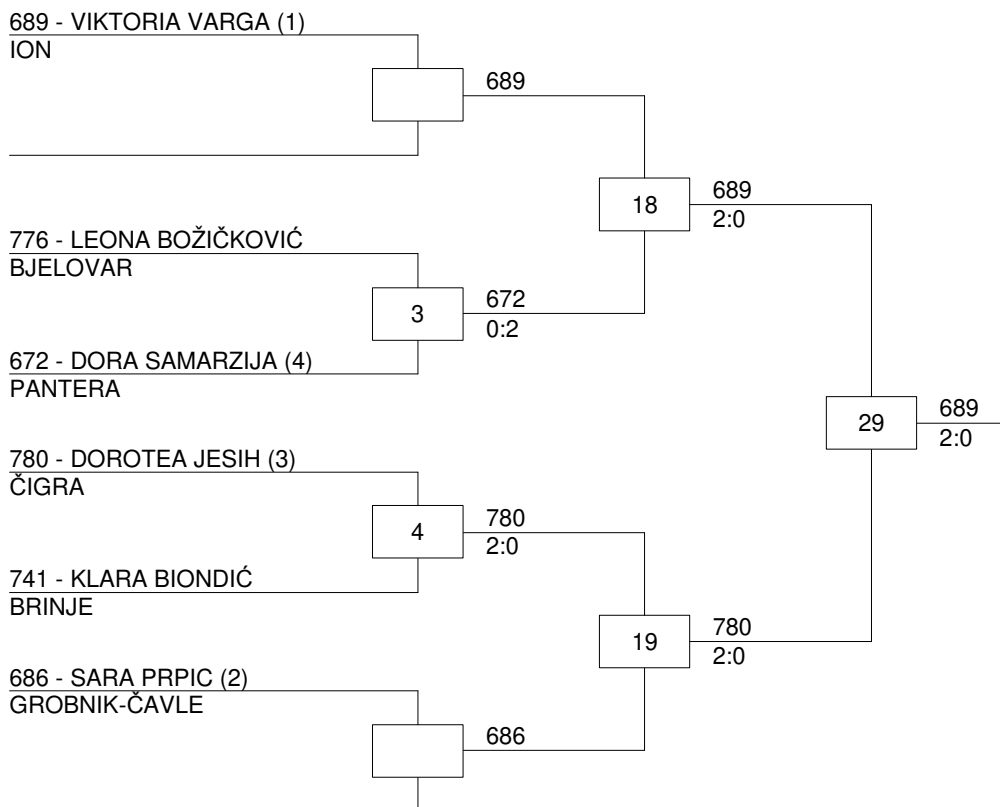 689 - VIKTORIA VARGA (1)
ION
689
18
689
2:0
776 - LEONA BOŽIČKOVIĆ
BJELOVAR
3
672
0:2
672 - DORA SAMARZIJA (4)
PANTERA
29
689
2:0
780 - DOROTEA JESIH (3)
ČIGRA
4
780
2:0
741 - KLARA BIONDIĆ
BRINJE
19
780
2:0
686 - SARA PRPIC (2)
GROBNIK-ČAVLE
686